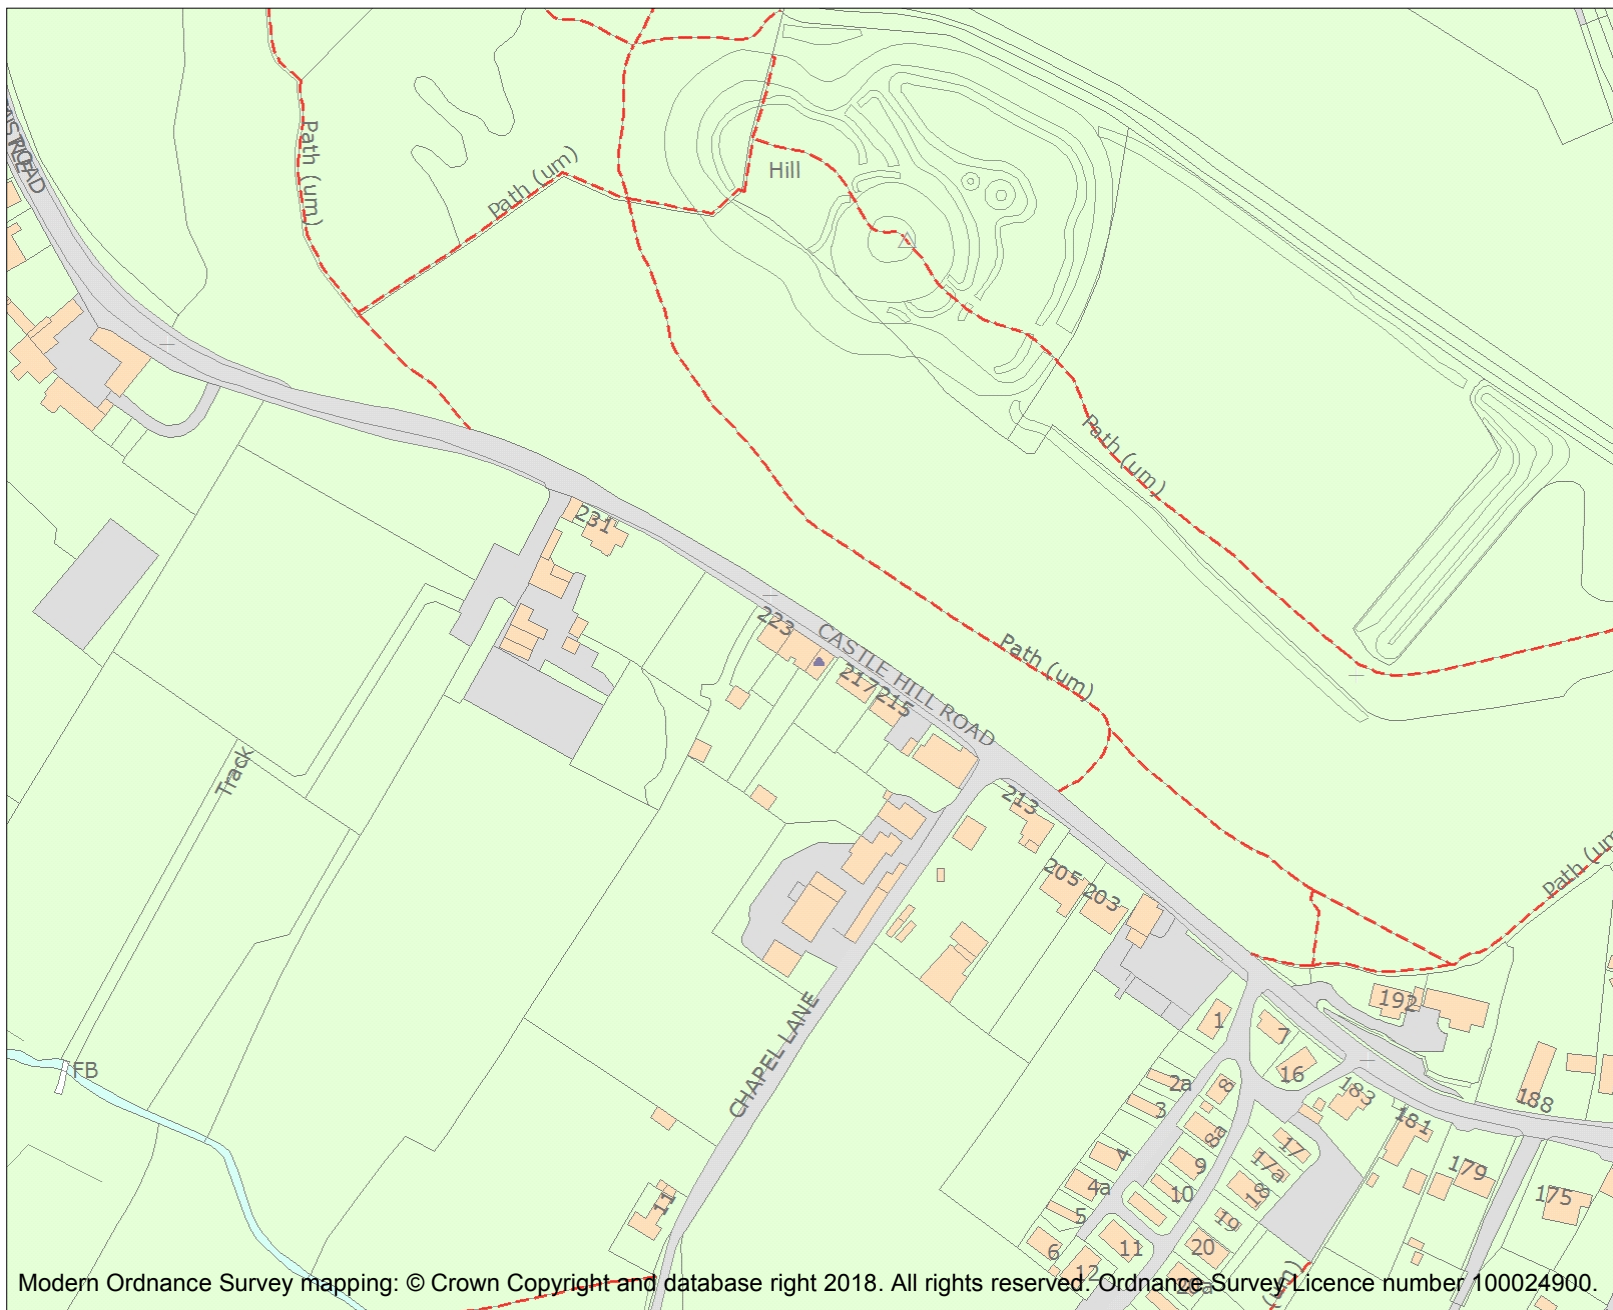 ROAD
Path (um)
Path (um)
Hill
Path (um)
231
223
CASTLE HILL ROAD
217
215
Path (um)
Track
213
205
203
Path (um
192
1
7
16
183
181
188
2a
3
8
8a
4
9
17
17a
179
175
4a
10
18
5
19
6
11
20
12
FB
CHAPEL LANE
11
(um)
Modern Ordnance Survey mapping: © Crown Copyright and database right 2018. All rights reserved. Ordnance Survey Licence number 100024900.